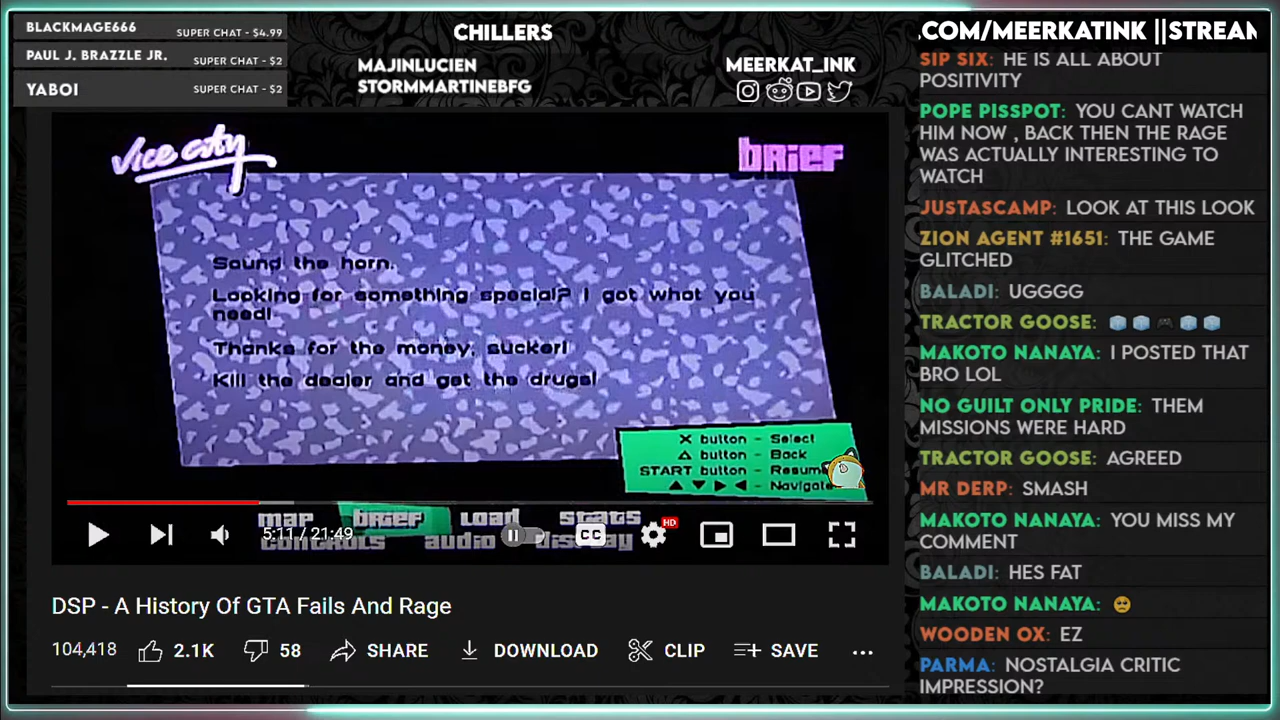 BLACKMAGE666 SUPER CHAT - $4.99
PAUL J. BRAZZLE JR. SUPER CHAT - $2
YABOI SUPER CHAT - $2
CHILLERS
MAJINLUCIEN
STORMMARTINEBFG
MEERKAT_INK
.COM/MEERKATINK ||STREAM
vice city
BRIEF
Sound the horn.
Looking for something special? I got what you
need!
Thanks for the money, sucker!
Kill the dealer and get the drugs!
X button - Select
△ button - Back
START button - Resum
▲ ▼ ► ◄ - Navigate
map brief load stats
controls audio display
5:11 / 21:49
CC
HD
DSP - A History Of GTA Fails And Rage
104,418 2.1K 58 SHARE DOWNLOAD CLIP SAVE ...
SIP SIX: HE IS ALL ABOUT
POSITIVITY
POPE PISSPOT: YOU CANT WATCH
HIM NOW , BACK THEN THE RAGE
WAS ACTUALLY INTERESTING TO
WATCH
JUSTASCAMP: LOOK AT THIS LOOK
ZION AGENT #1651: THE GAME
GLITCHED
BALADI: UGGGG
TRACTOR GOOSE: 🧊🧊🎮🧊🧊
MAKOTO NANAYA: I POSTED THAT
BRO LOL
NO GUILT ONLY PRIDE: THEM
MISSIONS WERE HARD
TRACTOR GOOSE: AGREED
MR DERP: SMASH
MAKOTO NANAYA: YOU MISS MY
COMMENT
BALADI: HES FAT
MAKOTO NANAYA: 🥺
WOODEN OX: EZ
PARMA: NOSTALGIA CRITIC
IMPRESSION?